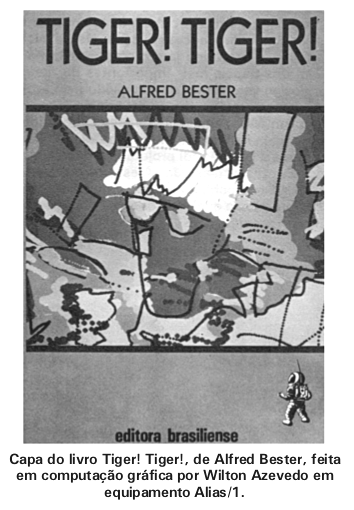 TIGER! TIGER!
ALFRED BESTER
editora brasiliense
Capa do livro Tiger! Tiger!, de Alfred Bester, feita
em computação gráfica por Wilton Azevedo em
equipamento Alias/1.